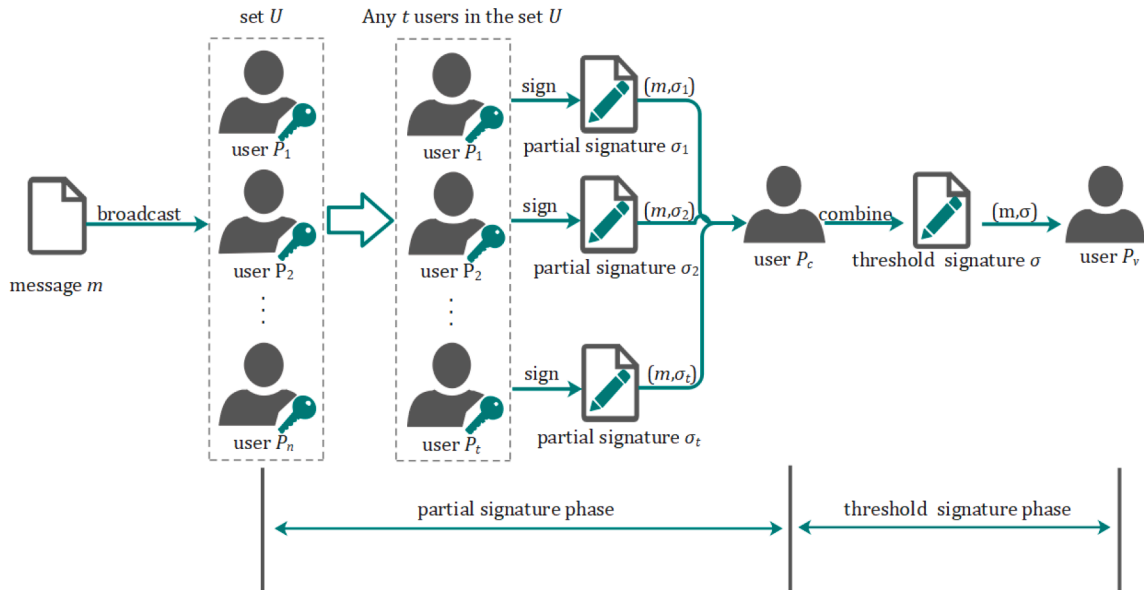 set U
Any t users in the set U
sign
(m,σ₁)
user P₁
user P₁
partial signature σ₁
broadcast
sign
(m,σ₂)
combine
(m,σ)
message m
user P₂
user P₂
partial signature σ₂
user P_c
threshold signature σ
user P_v
⋮
⋮
sign
(m,σₜ)
user Pₙ
user Pₜ
partial signature σₜ
partial signature phase
threshold signature phase